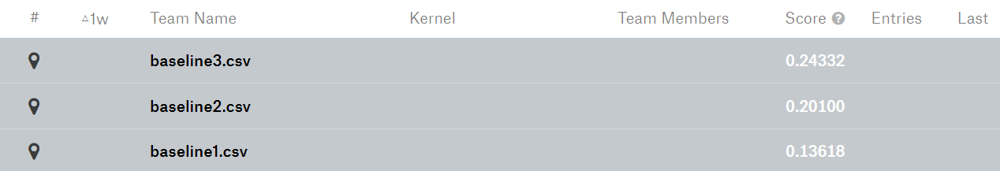 # △1w Team Name Kernel Team Members Score ? Entries Last
baseline3.csv 0.24332
baseline2.csv 0.20100
baseline1.csv 0.13618